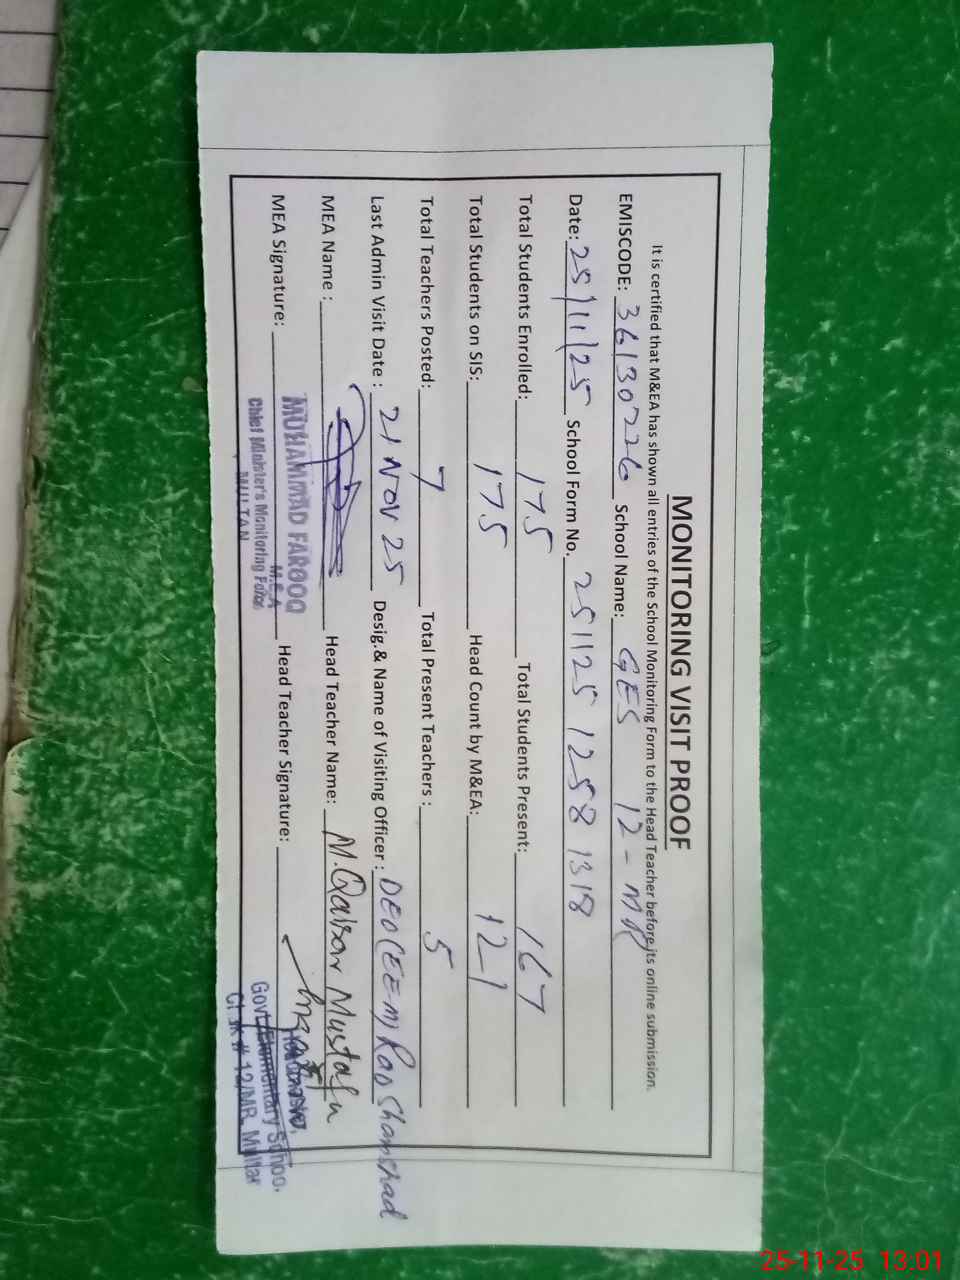 MONITORING VISIT PROOF
It is certified that M&EA has shown all entries of the School Monitoring Form to the Head Teacher before its online submission.
EMISCODE: 36130226 School Name: GES 12-MR
Date: 25/11/25 School Form No. 251125 1258 1318
Total Students Enrolled: 175 Total Students Present: 167
Total Students on SIS: 175 Head Count by M&EA: 121
Total Teachers Posted: 7 Total Present Teachers : 5
Last Admin Visit Date : 21 NOV 25 Desig.& Name of Visiting Officer : DEO (EE-M) Rao Shamshad
MEA Name : Head Teacher Name: M. Qaisar Mustafa
MEA Signature: Head Teacher Signature:
MUHAMMAD FAROOQ
M.E.A
Chief Minister's Monitoring Force
MULTAN
Headmaster,
Govt. Elementary School,
Ch k # 12/MR, Multan
25-11-25 13.01